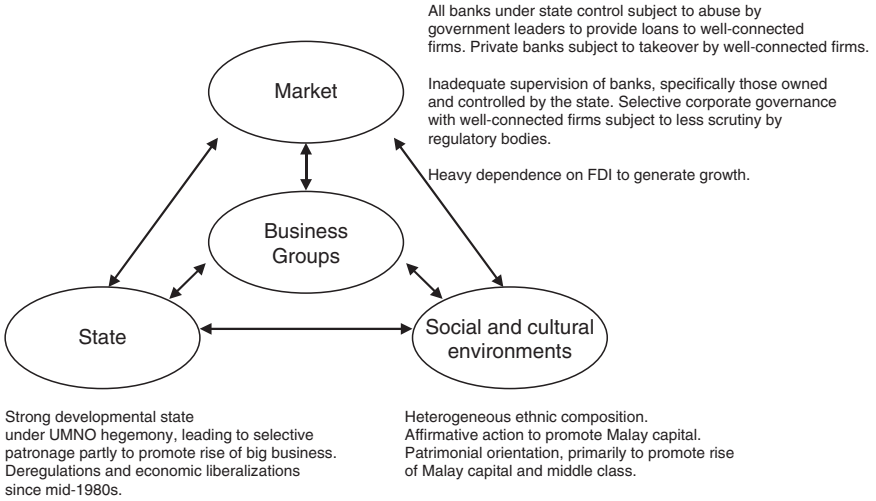 All banks under state control subject to abuse by
government leaders to provide loans to well-connected
firms. Private banks subject to takeover by well-connected firms.
Inadequate supervision of banks, specifically those owned
and controlled by the state. Selective corporate governance
with well-connected firms subject to less scrutiny by
regulatory bodies.
Heavy dependence on FDI to generate growth.
Market
Business
Groups
State
Social and cultural
environments
Strong developmental state
under UMNO hegemony, leading to selective
patronage partly to promote rise of big business.
Deregulations and economic liberalizations
since mid-1980s.
Heterogeneous ethnic composition.
Affirmative action to promote Malay capital.
Patrimonial orientation, primarily to promote rise
of Malay capital and middle class.